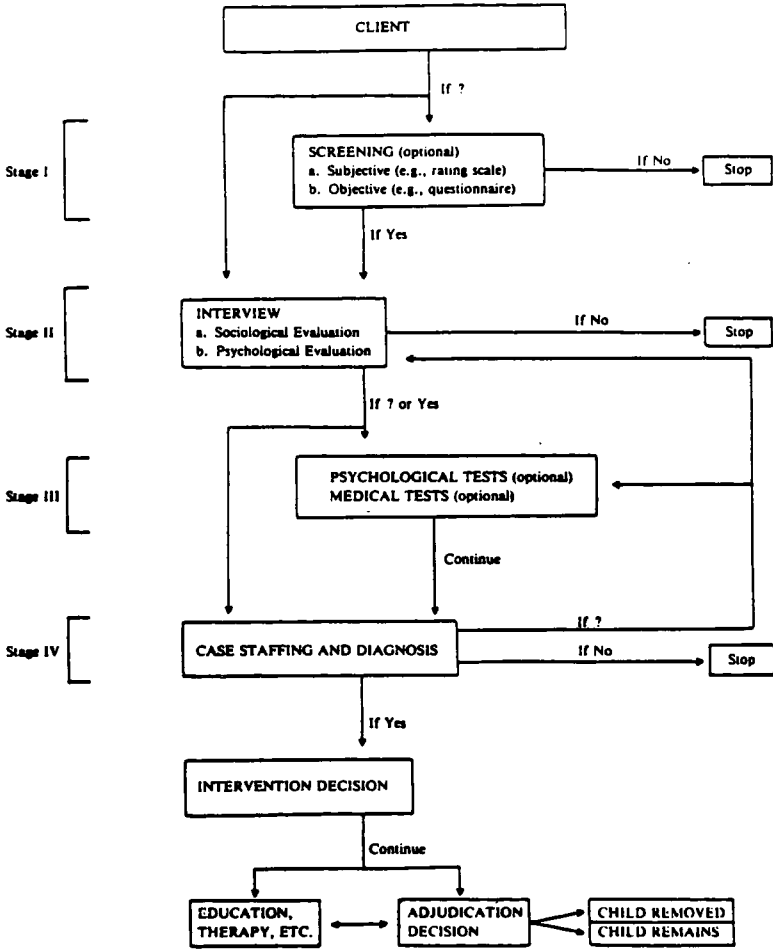 CLIENT
If ?
Stage I
SCREENING (optional)
a. Subjective (e.g., rating scale)
b. Objective (e.g., questionnaire)
If No
Stop
If Yes
Stage II
INTERVIEW
a. Sociological Evaluation
b. Psychological Evaluation
If No
Stop
If ? or Yes
Stage III
PSYCHOLOGICAL TESTS (optional)
MEDICAL TESTS (optional)
Continue
Stage IV
CASE STAFFING AND DIAGNOSIS
If ?
If No
Stop
If Yes
INTERVENTION DECISION
Continue
EDUCATION,
THERAPY, ETC.
ADJUDICATION
DECISION
CHILD REMOVED
CHILD REMAINS